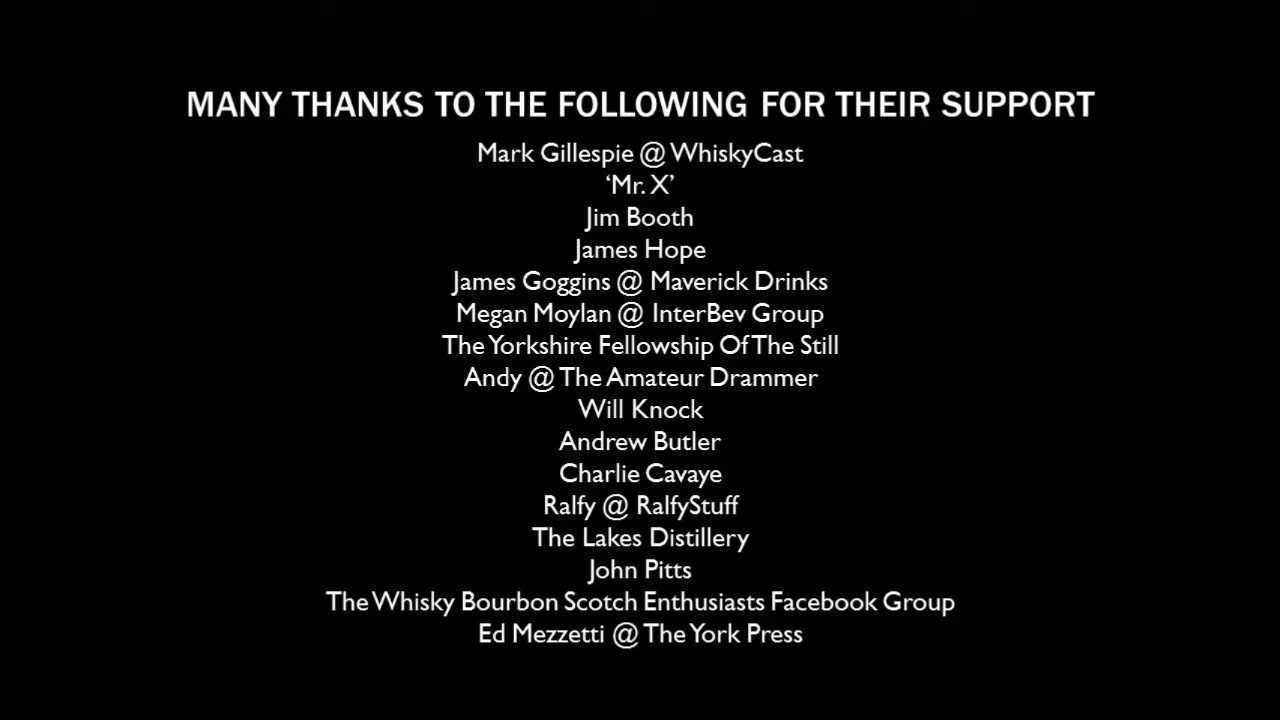 MANY THANKS TO THE FOLLOWING FOR THEIR SUPPORT
Mark Gillespie @ WhiskyCast
‘Mr. X’
Jim Booth
James Hope
James Goggins @ Maverick Drinks
Megan Moylan @ InterBev Group
The Yorkshire Fellowship Of The Still
Andy @ The Amateur Drammer
Will Knock
Andrew Butler
Charlie Cavaye
Ralfy @ RalfyStuff
The Lakes Distillery
John Pitts
The Whisky Bourbon Scotch Enthusiasts Facebook Group
Ed Mezzetti @ The York Press